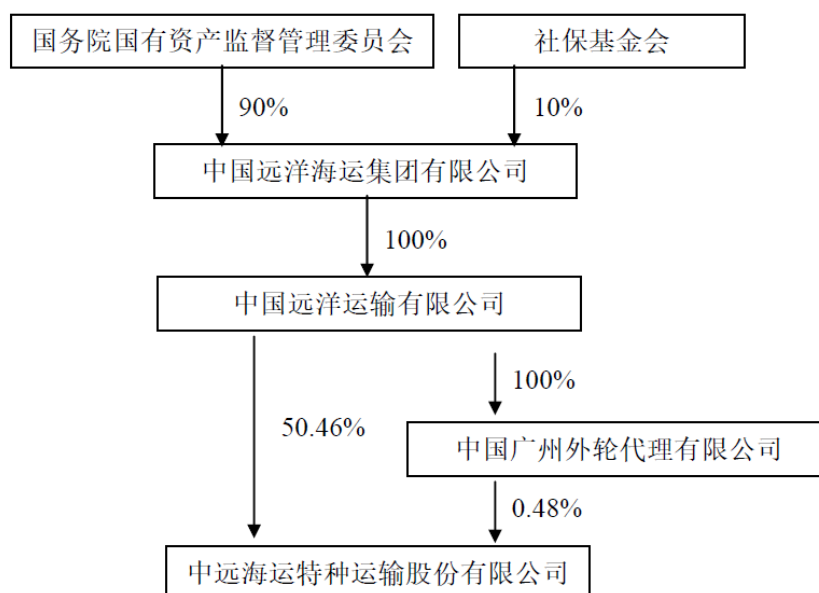 国务院国有资产监督管理委员会
社保基金会
90%
10%
中国远洋海运集团有限公司
100%
中国远洋运输有限公司
100%
50.46%
中国广州外轮代理有限公司
0.48%
中远海运特种运输股份有限公司